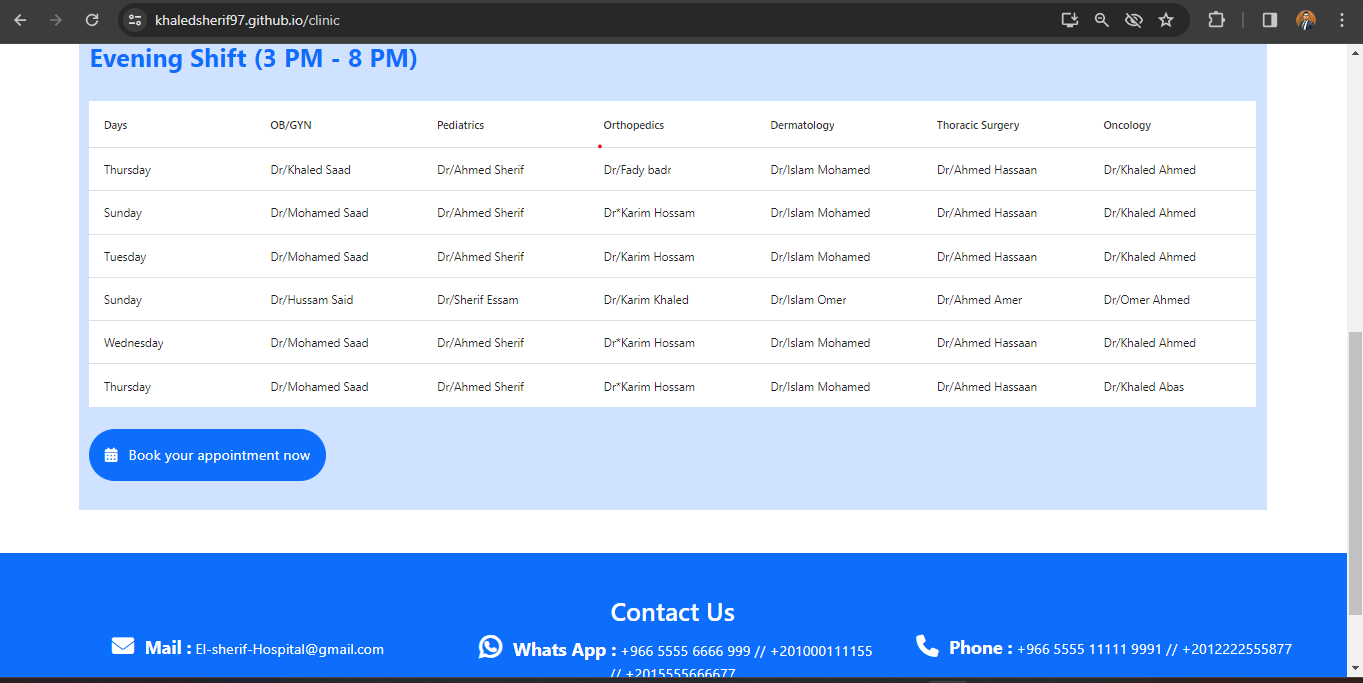 khaledsherif97.github.io/clinic
Evening Shift (3 PM - 8 PM)
Days OB/GYN Pediatrics Orthopedics Dermatology Thoracic Surgery Oncology
Thursday Dr/Khaled Saad Dr/Ahmed Sherif Dr/Fady badr Dr/Islam Mohamed Dr/Ahmed Hassaan Dr/Khaled Ahmed
Sunday Dr/Mohamed Saad Dr/Ahmed Sherif Dr*Karim Hossam Dr/Islam Mohamed Dr/Ahmed Hassaan Dr/Khaled Ahmed
Tuesday Dr/Mohamed Saad Dr/Ahmed Sherif Dr/Karim Hossam Dr/Islam Mohamed Dr/Ahmed Hassaan Dr/Khaled Ahmed
Sunday Dr/Hussam Said Dr/Sherif Essam Dr/Karim Khaled Dr/Islam Omer Dr/Ahmed Amer Dr/Omer Ahmed
Wednesday Dr/Mohamed Saad Dr/Ahmed Sherif Dr*Karim Hossam Dr/Islam Mohamed Dr/Ahmed Hassaan Dr/Khaled Ahmed
Thursday Dr/Mohamed Saad Dr/Ahmed Sherif Dr*Karim Hossam Dr/Islam Mohamed Dr/Ahmed Hassaan Dr/Khaled Abas
Book your appointment now
Contact Us
Mail : El-sherif-Hospital@gmail.com
Whats App : +966 5555 6666 999 // +201000111155
// +2015555666677
Phone : +966 5555 11111 9991 // +2012222555877